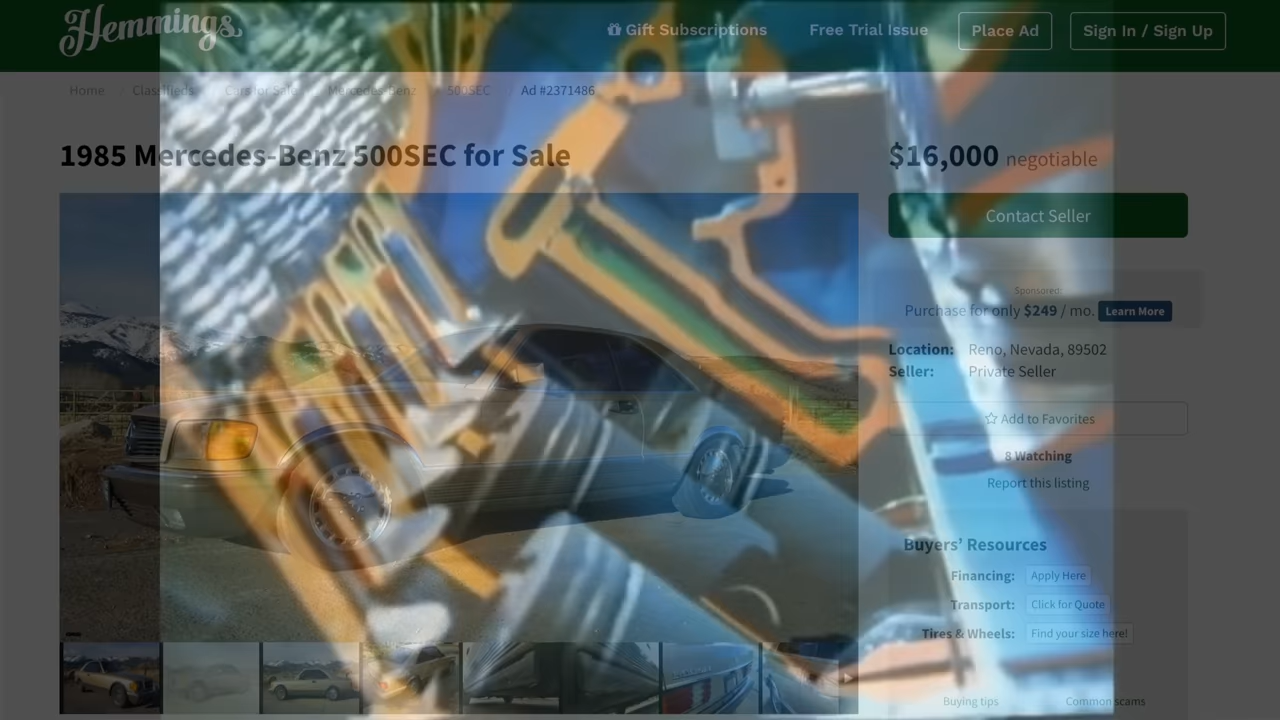 Hemmings
Gift Subscriptions Free Trial Issue Place Ad Sign In / Sign Up
Home / Classifieds / Cars for Sale / Mercedes-Benz / 500SEC / Ad #2371486
1985 Mercedes-Benz 500SEC for Sale
$16,000 negotiable
Contact Seller
Sponsored:
Purchase for only $249 / mo. Learn More
Location: Reno, Nevada, 89502
Seller: Private Seller
Add to Favorites
8 Watching
Report this listing
Buyers' Resources
Financing: Apply Here
Transport: Click for Quote
Tires & Wheels: Find your size here!
Buying tips Common scams